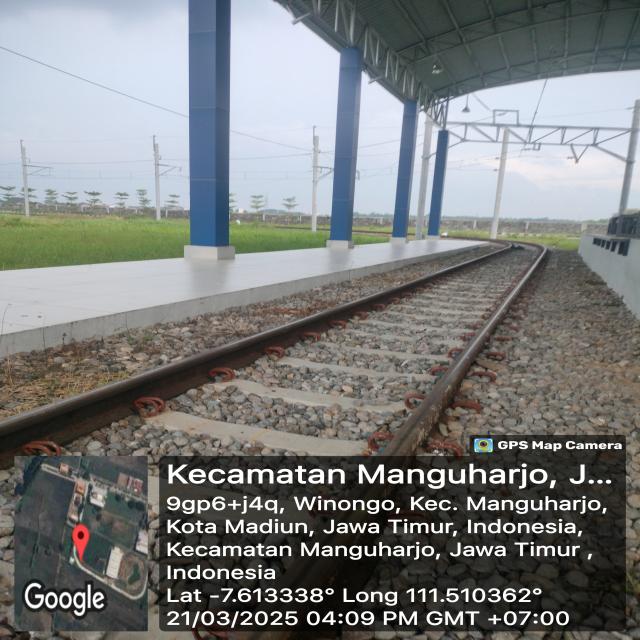 GPS Map Camera
Kecamatan Manguharjo, J...
9gp6+j4q, Winongo, Kec. Manguharjo,
Kota Madiun, Jawa Timur, Indonesia,
Kecamatan Manguharjo, Jawa Timur ,
Indonesia
Lat -7.613338° Long 111.510362°
21/03/2025 04:09 PM GMT +07:00
Google